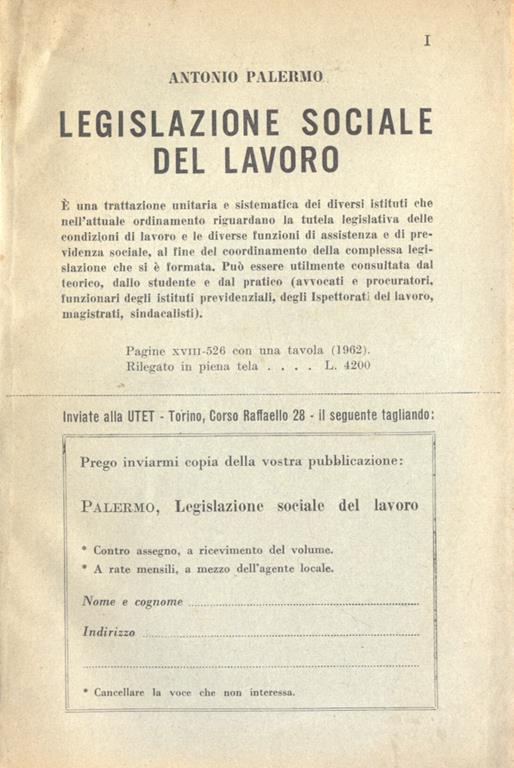 I
ANTONIO PALERMO
LEGISLAZIONE SOCIALE
DEL LAVORO
È una trattazione unitaria e sistematica dei diversi istituti che
nell'attuale ordinamento riguardano la tutela legislativa delle
condizioni di lavoro e le diverse funzioni di assistenza e di pre-
videnza sociale, al fine del coordinamento della complessa legi-
slazione che si è formata. Può essere utilmente consultata dal
teorico, dallo studente e dal pratico (avvocati e procuratori,
funzionari degli istituti previdenziali, degli Ispettorati del lavoro,
magistrati, sindacalisti).
Pagine XVIII-526 con una tavola (1962).
Rilegato in piena tela . . . . L. 4200
Inviate alla UTET - Torino, Corso Raffaello 28 - il seguente tagliando:
Prego inviarmi copia della vostra pubblicazione:
PALERMO, Legislazione sociale del lavoro
* Contro assegno, a ricevimento del volume.
* A rate mensili, a mezzo dell'agente locale.
Nome e cognome
Indirizzo
* Cancellare la voce che non interessa.